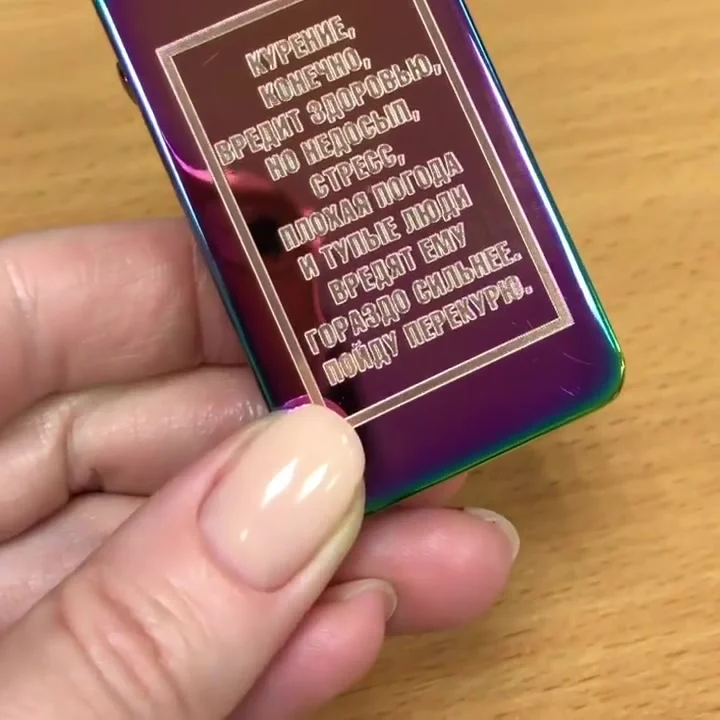 КУРЕНИЕ,
КОНЕЧНО,
ВРЕДИТ ЗДОРОВЬЮ,
НО НЕДОСЫП,
СТРЕСС,
ПЛОХАЯ ПОГОДА
И ТУПЫЕ ЛЮДИ
ВРЕДЯТ ЕМУ
ГОРАЗДО СИЛЬНЕЕ.
ПОЙДУ ПЕРЕКУРЮ.